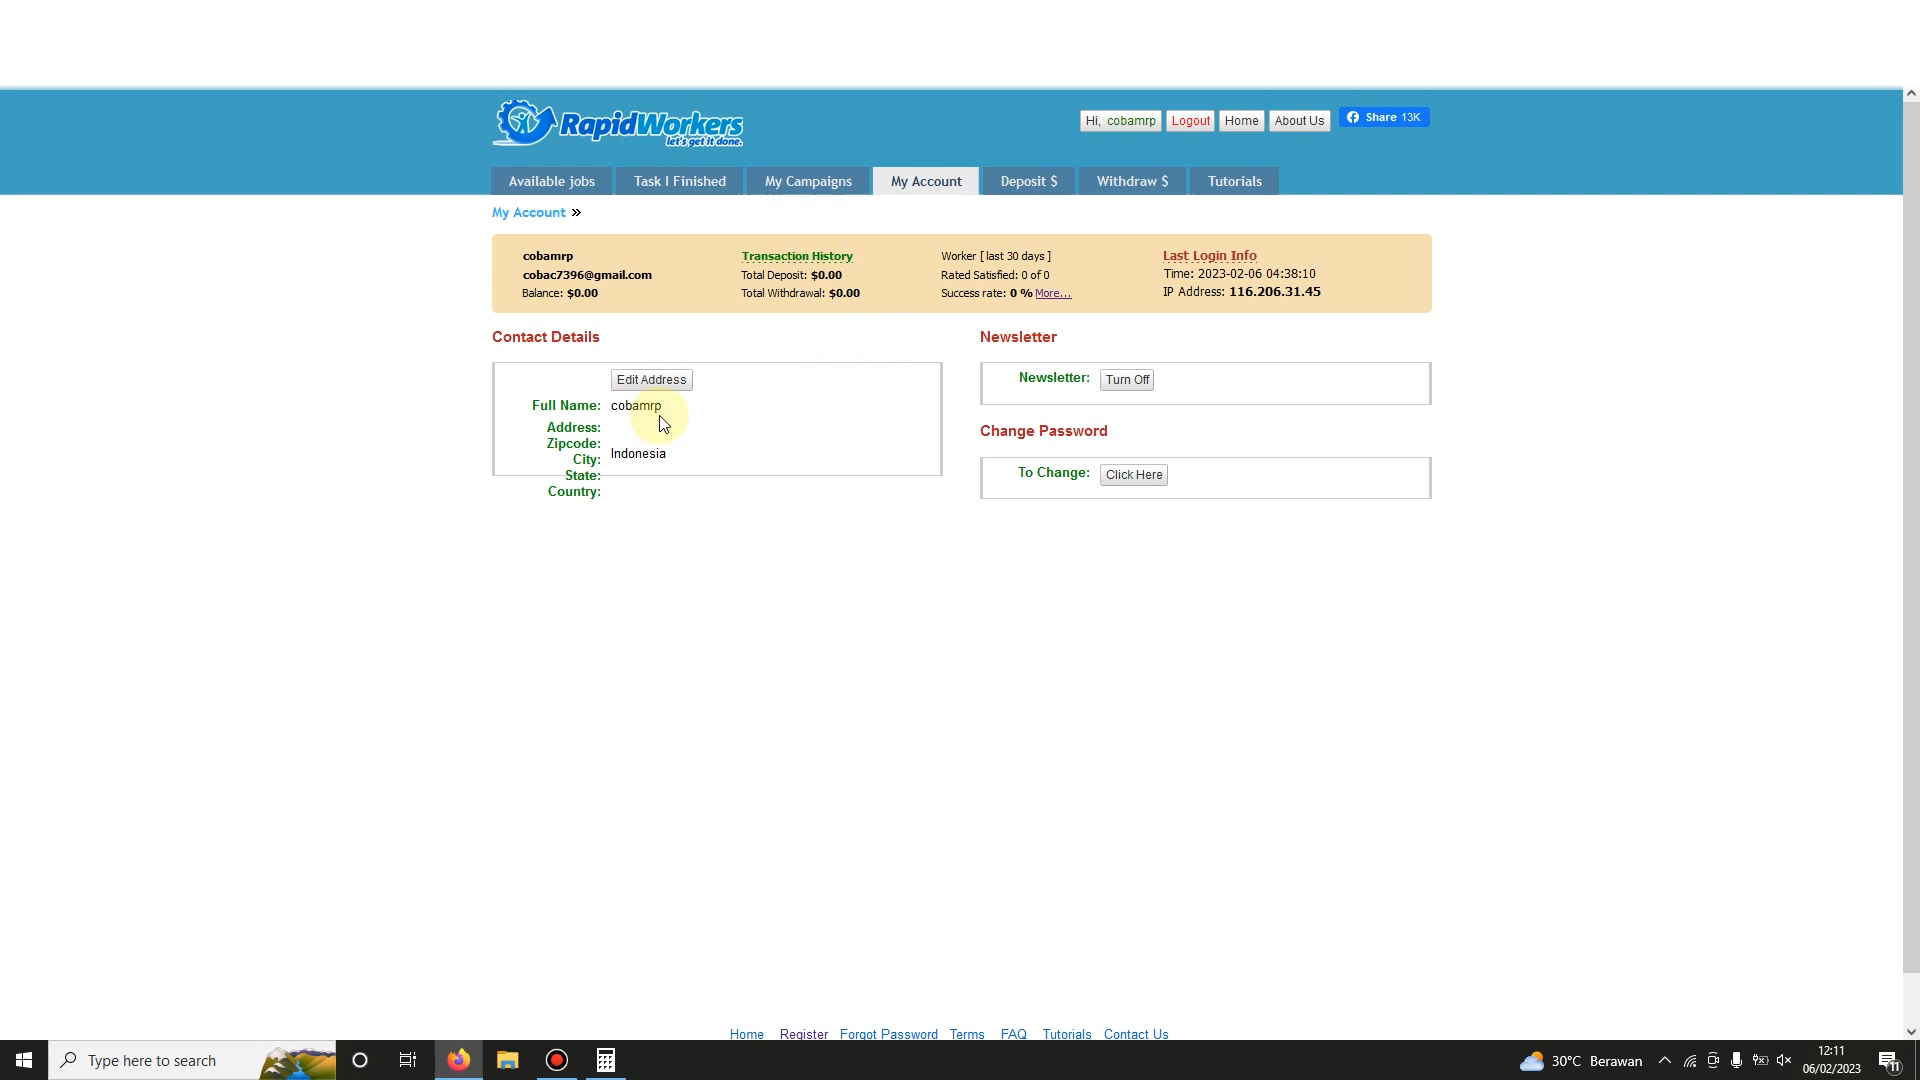 RapidWorkers
let's get it done.
Hi, cobamrp Logout Home About Us Share 13K
Available jobs Task I Finished My Campaigns My Account Deposit $ Withdraw $ Tutorials
My Account »
cobamrp Transaction History Worker [ last 30 days ] Last Login Info
cobac7396@gmail.com Total Deposit: $0.00 Rated Satisfied: 0 of 0 Time: 2023-02-06 04:38:10
Balance: $0.00 Total Withdrawal: $0.00 Success rate: 0 % More... IP Address: 116.206.31.45
Contact Details
Edit Address
Full Name: cobamrp
Address:
Zipcode:
City: Indonesia
State:
Country:
Newsletter
Newsletter: Turn Off
Change Password
To Change: Click Here
Home Register Forgot Password Terms FAQ Tutorials Contact Us
Type here to search 30°C Berawan 12:11
06/02/2023
11